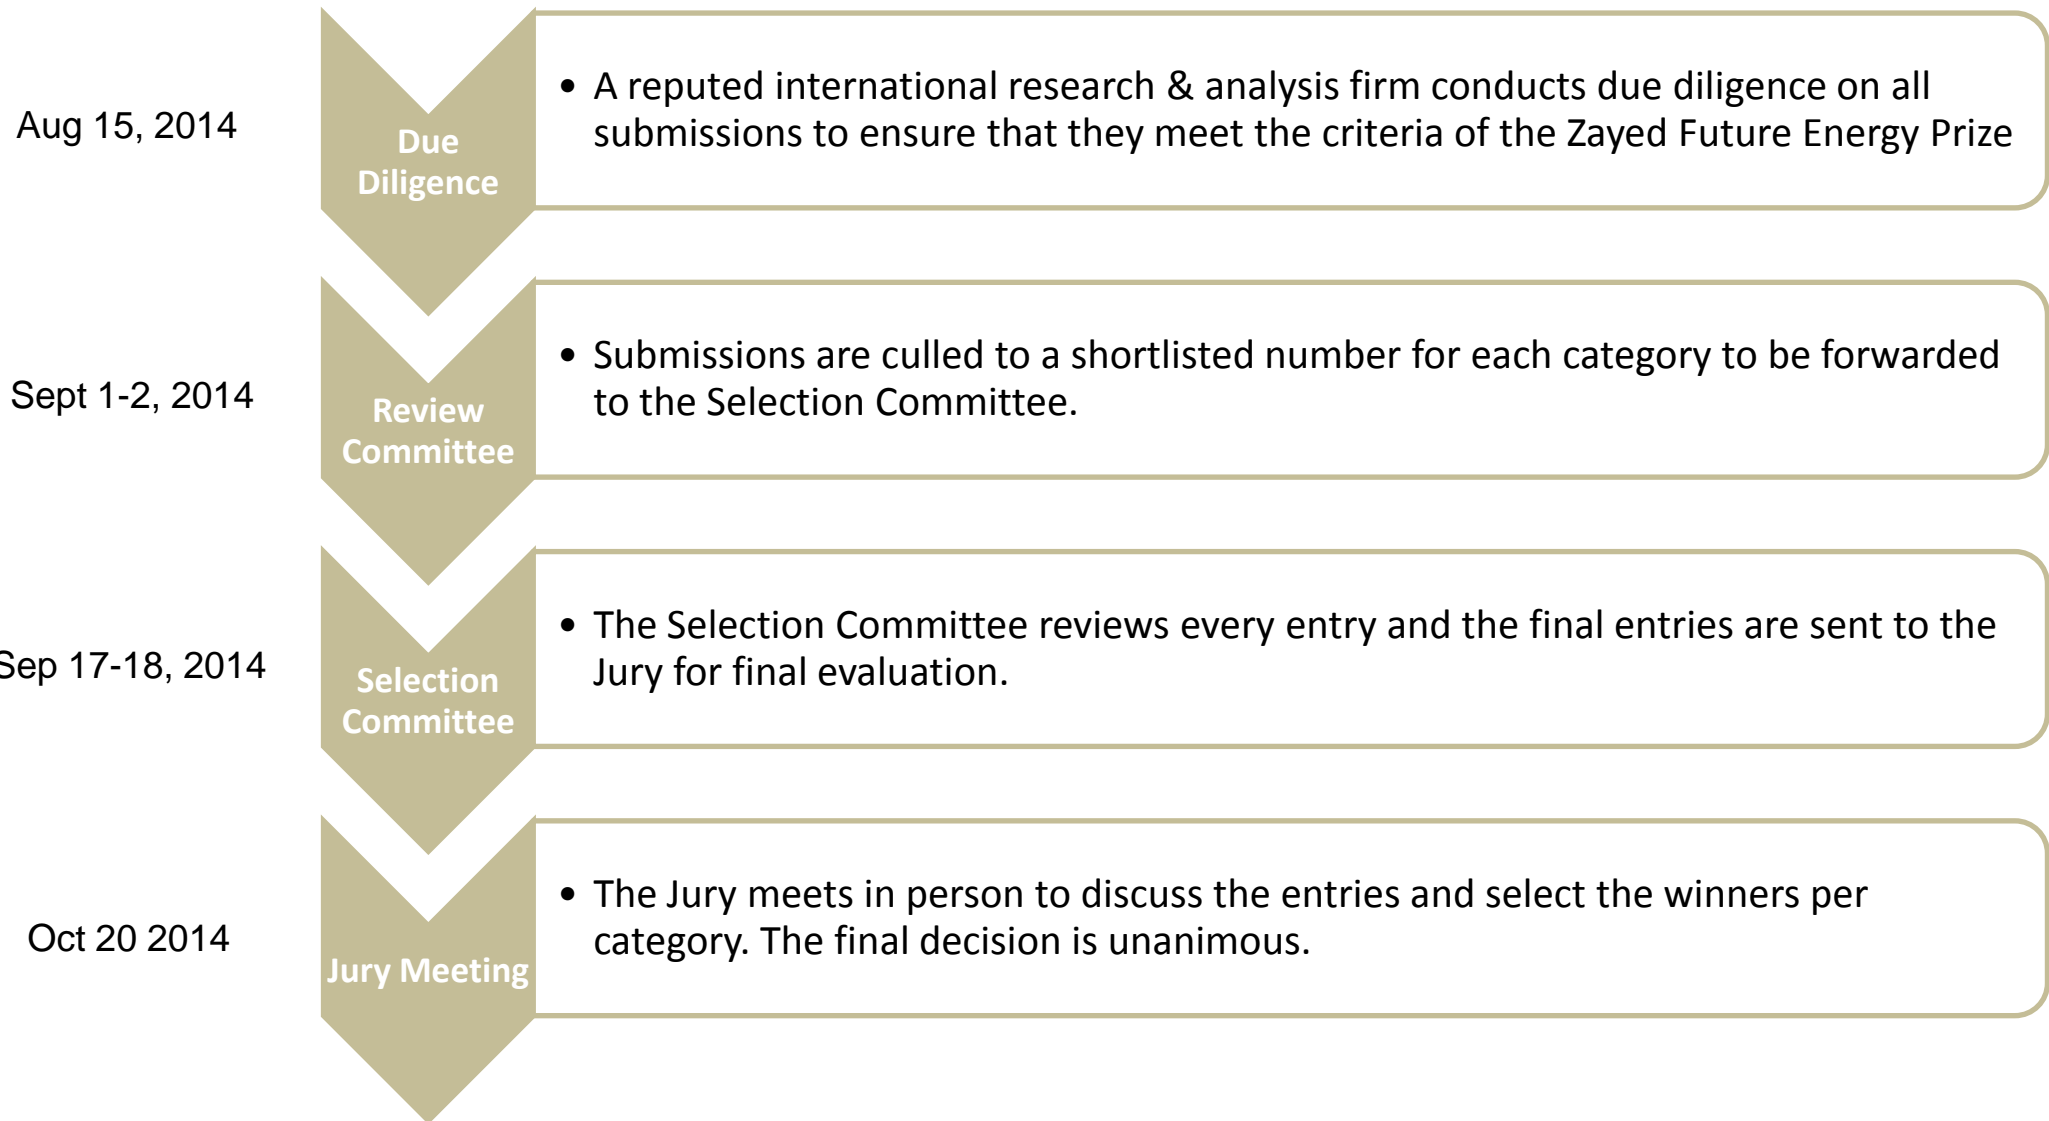 Aug 15, 2014
Due
Diligence
• A reputed international research & analysis firm conducts due diligence on all
submissions to ensure that they meet the criteria of the Zayed Future Energy Prize
Sept 1-2, 2014
Review
Committee
• Submissions are culled to a shortlisted number for each category to be forwarded
to the Selection Committee.
Sep 17-18, 2014
Selection
Committee
• The Selection Committee reviews every entry and the final entries are sent to the
Jury for final evaluation.
Oct 20 2014
Jury Meeting
• The Jury meets in person to discuss the entries and select the winners per
category. The final decision is unanimous.